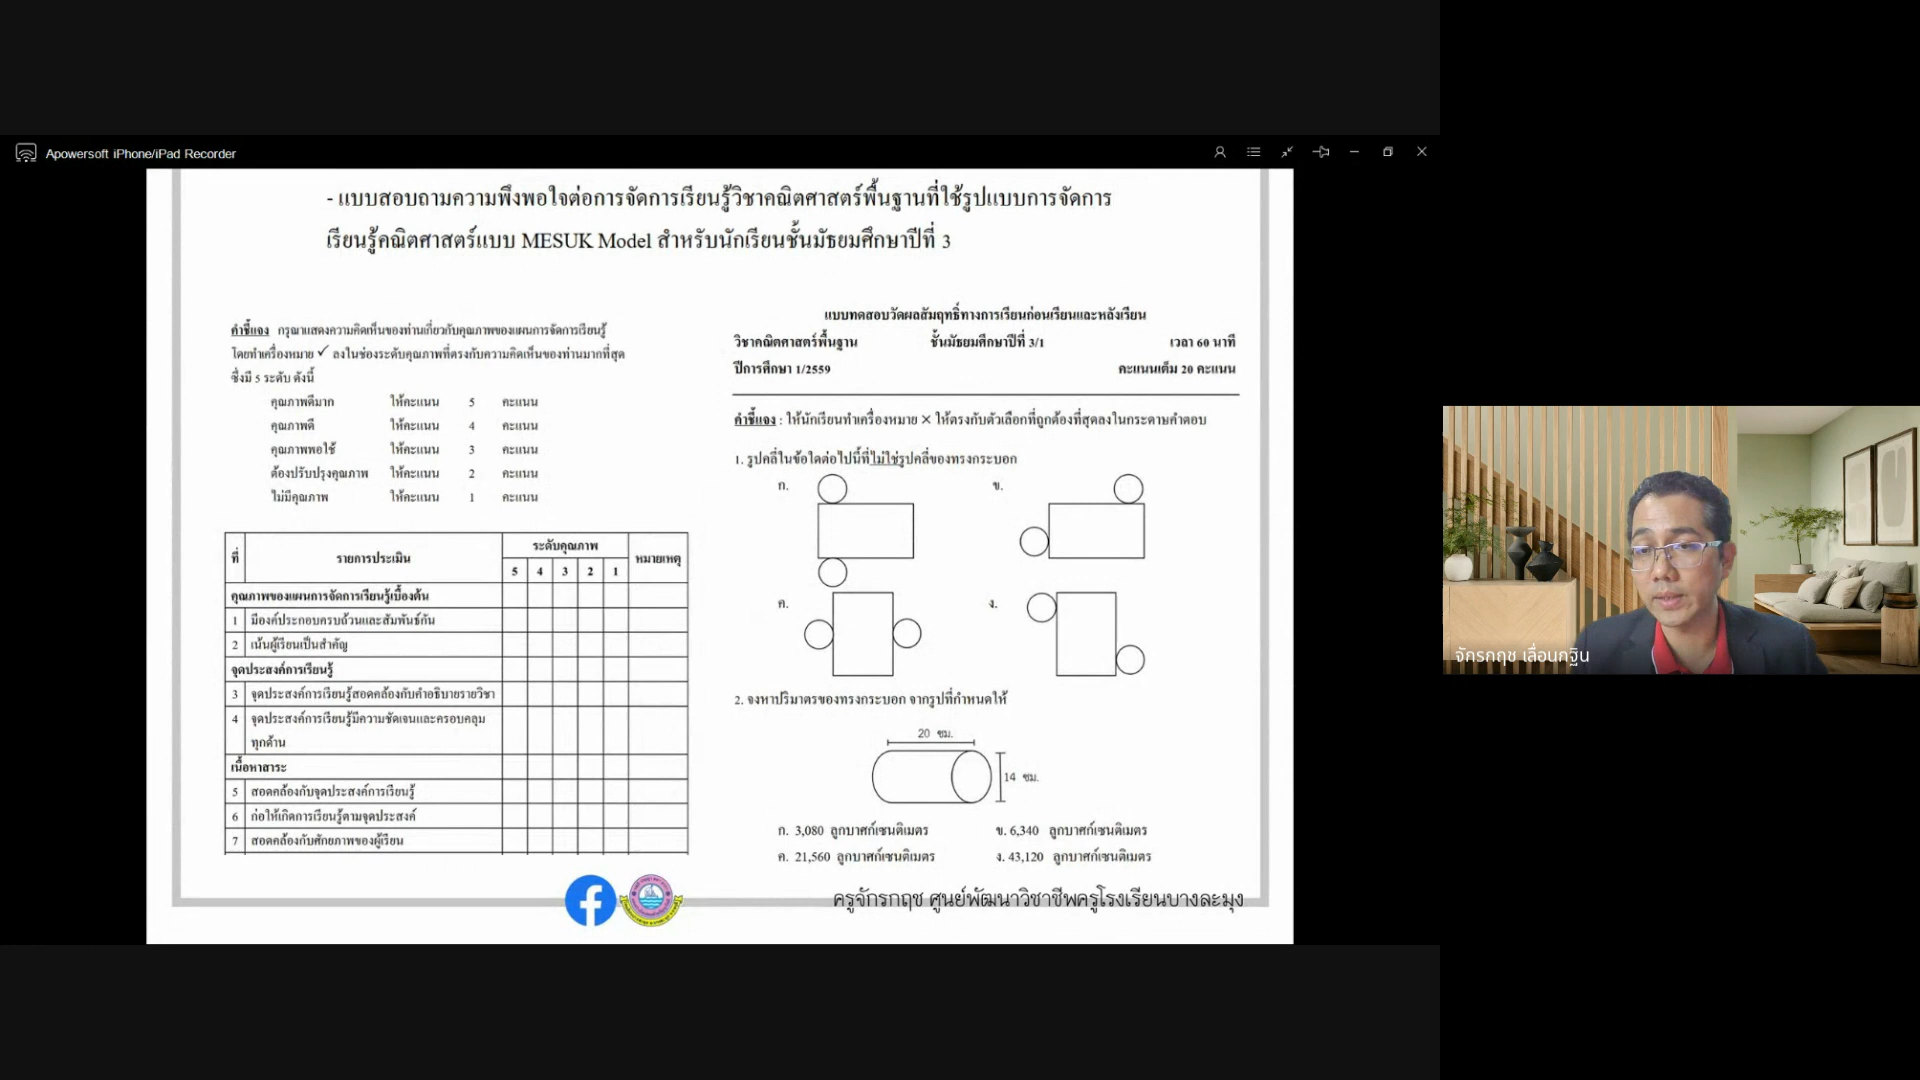 Apowersoft iPhone/iPad Recorder
- แบบสอบถามความพึงพอใจต่อการจัดการเรียนรู้วิชาคณิตศาสตร์พื้นฐานที่ใช้รูปแบบการจัดการ
เรียนรู้คณิตศาสตร์แบบ MESUK Model สำหรับนักเรียนชั้นมัธยมศึกษาปีที่ 3
คำชี้แจง กรุณาแสดงความคิดเห็นของท่านเกี่ยวกับคุณภาพของแผนการจัดการเรียนรู้
โดยทำเครื่องหมาย ✓ ลงในช่องระดับคุณภาพที่ตรงกับความคิดเห็นของท่านมากที่สุด
ซึ่งมี 5 ระดับ ดังนี้
คุณภาพดีมาก ให้คะแนน 5 คะแนน
คุณภาพดี ให้คะแนน 4 คะแนน
คุณภาพพอใช้ ให้คะแนน 3 คะแนน
ต้องปรับปรุงคุณภาพ ให้คะแนน 2 คะแนน
ไม่มีคุณภาพ ให้คะแนน 1 คะแนน
ที่ รายการประเมิน ระดับคุณภาพ หมายเหตุ
5 4 3 2 1
คุณภาพของแผนการจัดการเรียนรู้เบื้องต้น
1 มีองค์ประกอบครบถ้วนและสัมพันธ์กัน
2 เน้นผู้เรียนเป็นสำคัญ
จุดประสงค์การเรียนรู้
3 จุดประสงค์การเรียนรู้สอดคล้องกับคำอธิบายรายวิชา
4 จุดประสงค์การเรียนรู้มีความชัดเจนและครอบคลุม
ทุกด้าน
เนื้อหาสาระ
5 สอดคล้องกับจุดประสงค์การเรียนรู้
6 ก่อให้เกิดการเรียนรู้ตามจุดประสงค์
7 สอดคล้องกับศักยภาพของผู้เรียน
แบบทดสอบวัดผลสัมฤทธิ์ทางการเรียนก่อนเรียนและหลังเรียน
วิชาคณิตศาสตร์พื้นฐาน ชั้นมัธยมศึกษาปีที่ 3/1 เวลา 60 นาที
ปีการศึกษา 1/2559 คะแนนเต็ม 20 คะแนน
คำชี้แจง : ให้นักเรียนทำเครื่องหมาย × ให้ตรงกับตัวเลือกที่ถูกต้องที่สุดลงในกระดาษคำตอบ
1. รูปคลี่ในข้อใดต่อไปนี้ที่ไม่ใช่รูปคลี่ของทรงกระบอก
ก. ข.
ค. ง.
2. จงหาปริมาตรของทรงกระบอก จากรูปที่กำหนดให้
20 ซม.
14 ซม.
ก. 3,080 ลูกบาศก์เซนติเมตร ข. 6,340 ลูกบาศก์เซนติเมตร
ค. 21,560 ลูกบาศก์เซนติเมตร ง. 43,120 ลูกบาศก์เซนติเมตร
ครูจักรกฤช ศูนย์พัฒนาวิชาชีพครูโรงเรียนบางละมุง
จักรกฤช เลื่อนกฐิน